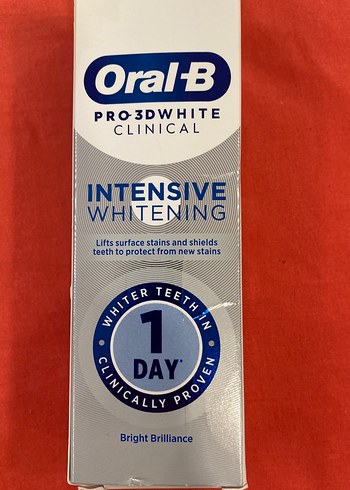 Oral-B
PRO-3DWHITE
CLINICAL
INTENSIVE
WHITENING
Lifts surface stains and shields
teeth to protect from new stains
WHITER TEETH IN
1
DAY*
CLINICALLY PROVEN
Bright Brilliance